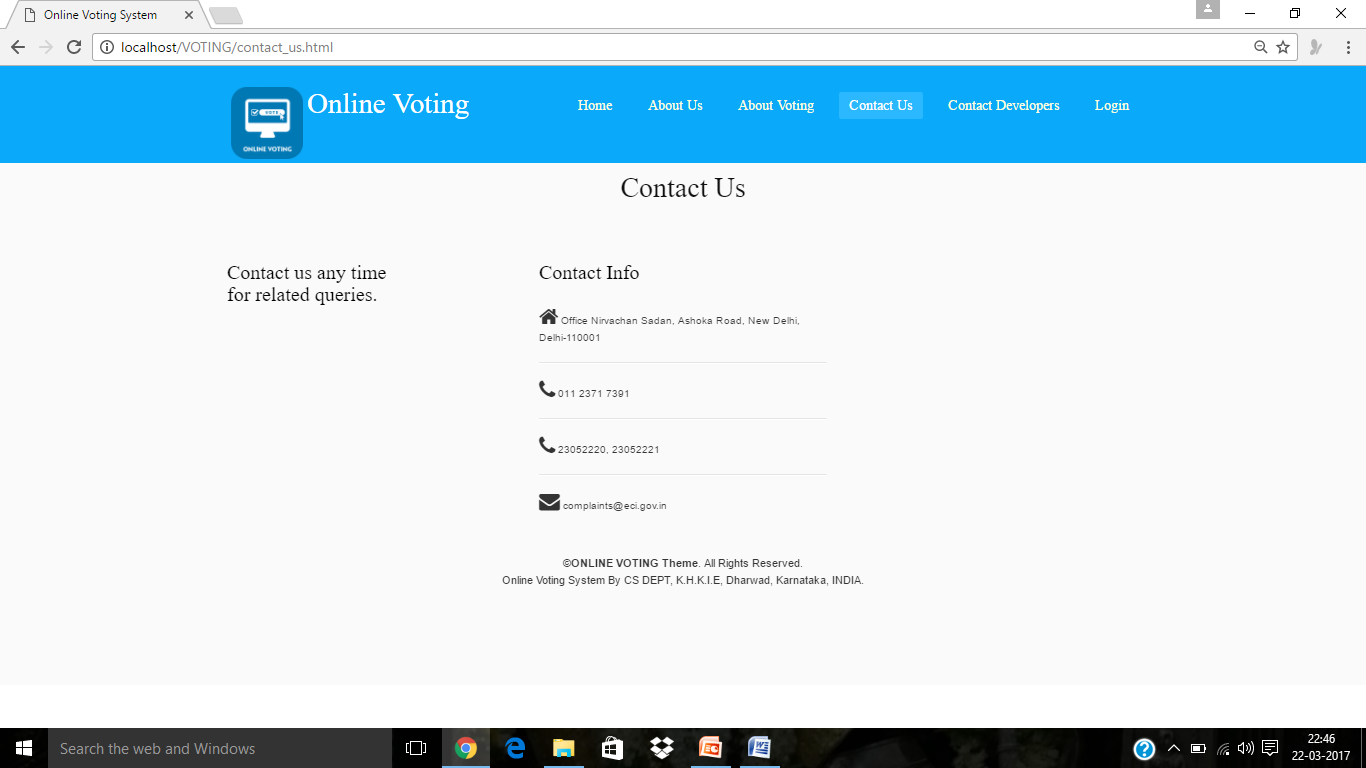 Online Voting System
localhost/VOTING/contact_us.html
VOTE
ONLINE VOTING
Online Voting
Home
About Us
About Voting
Contact Us
Contact Developers
Login
Contact Us
Contact us any time
for related queries.
Contact Info
Office Nirvachan Sadan, Ashoka Road, New Delhi,
Delhi-110001
011 2371 7391
23052220, 23052221
complaints@eci.gov.in
©ONLINE VOTING Theme. All Rights Reserved.
Online Voting System By CS DEPT, K.H.K.I.E, Dharwad, Karnataka, INDIA.
Search the web and Windows
22:46
22-03-2017